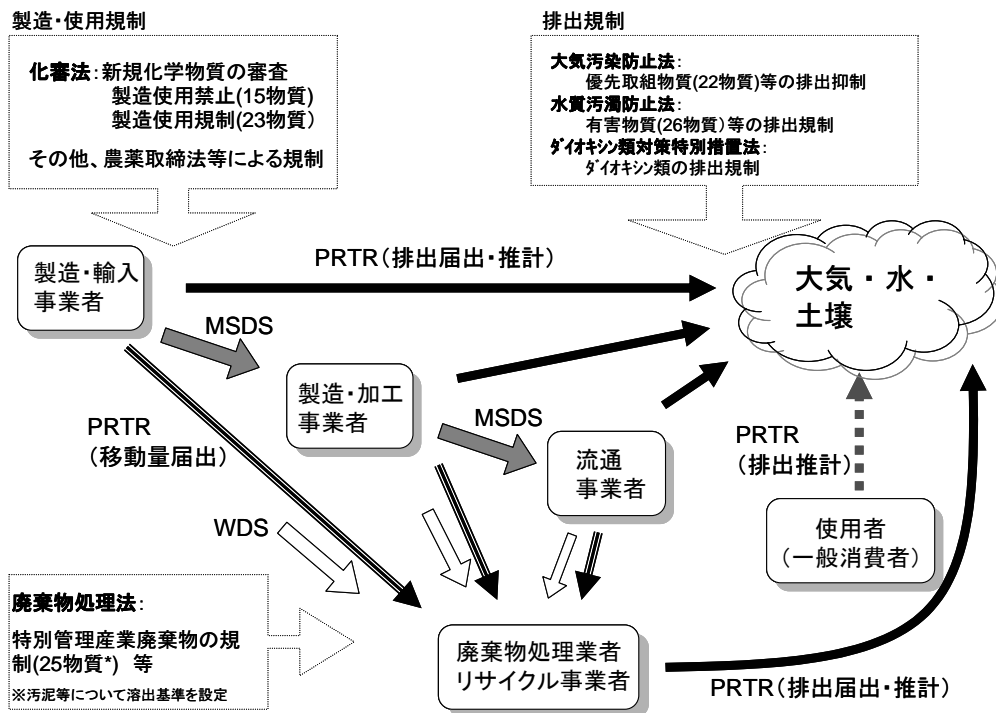 製造・使用規制
化審法：新規化学物質の審査
製造使用禁止(15物質)
製造使用規制(23物質)
その他、農薬取締法等による規制
排出規制
大気汚染防止法：
優先取組物質(22物質)等の排出抑制
水質汚濁防止法：
有害物質(26物質)等の排出規制
ﾀﾞｲｵｷｼﾝ類対策特別措置法：
ﾀﾞｲｵｷｼﾝ類の排出規制
製造・輸入
事業者
PRTR（排出届出・推計）
大気・水・
土壌
MSDS
製造・加工
事業者
MSDS
PRTR
（移動量届出）
流通
事業者
PRTR
（排出推計）
WDS
使用者
（一般消費者）
廃棄物処理法：
特別管理産業廃棄物の規
制(25物質*) 等
※汚泥等について溶出基準を設定
廃棄物処理業者
リサイクル事業者
PRTR（排出届出・推計）